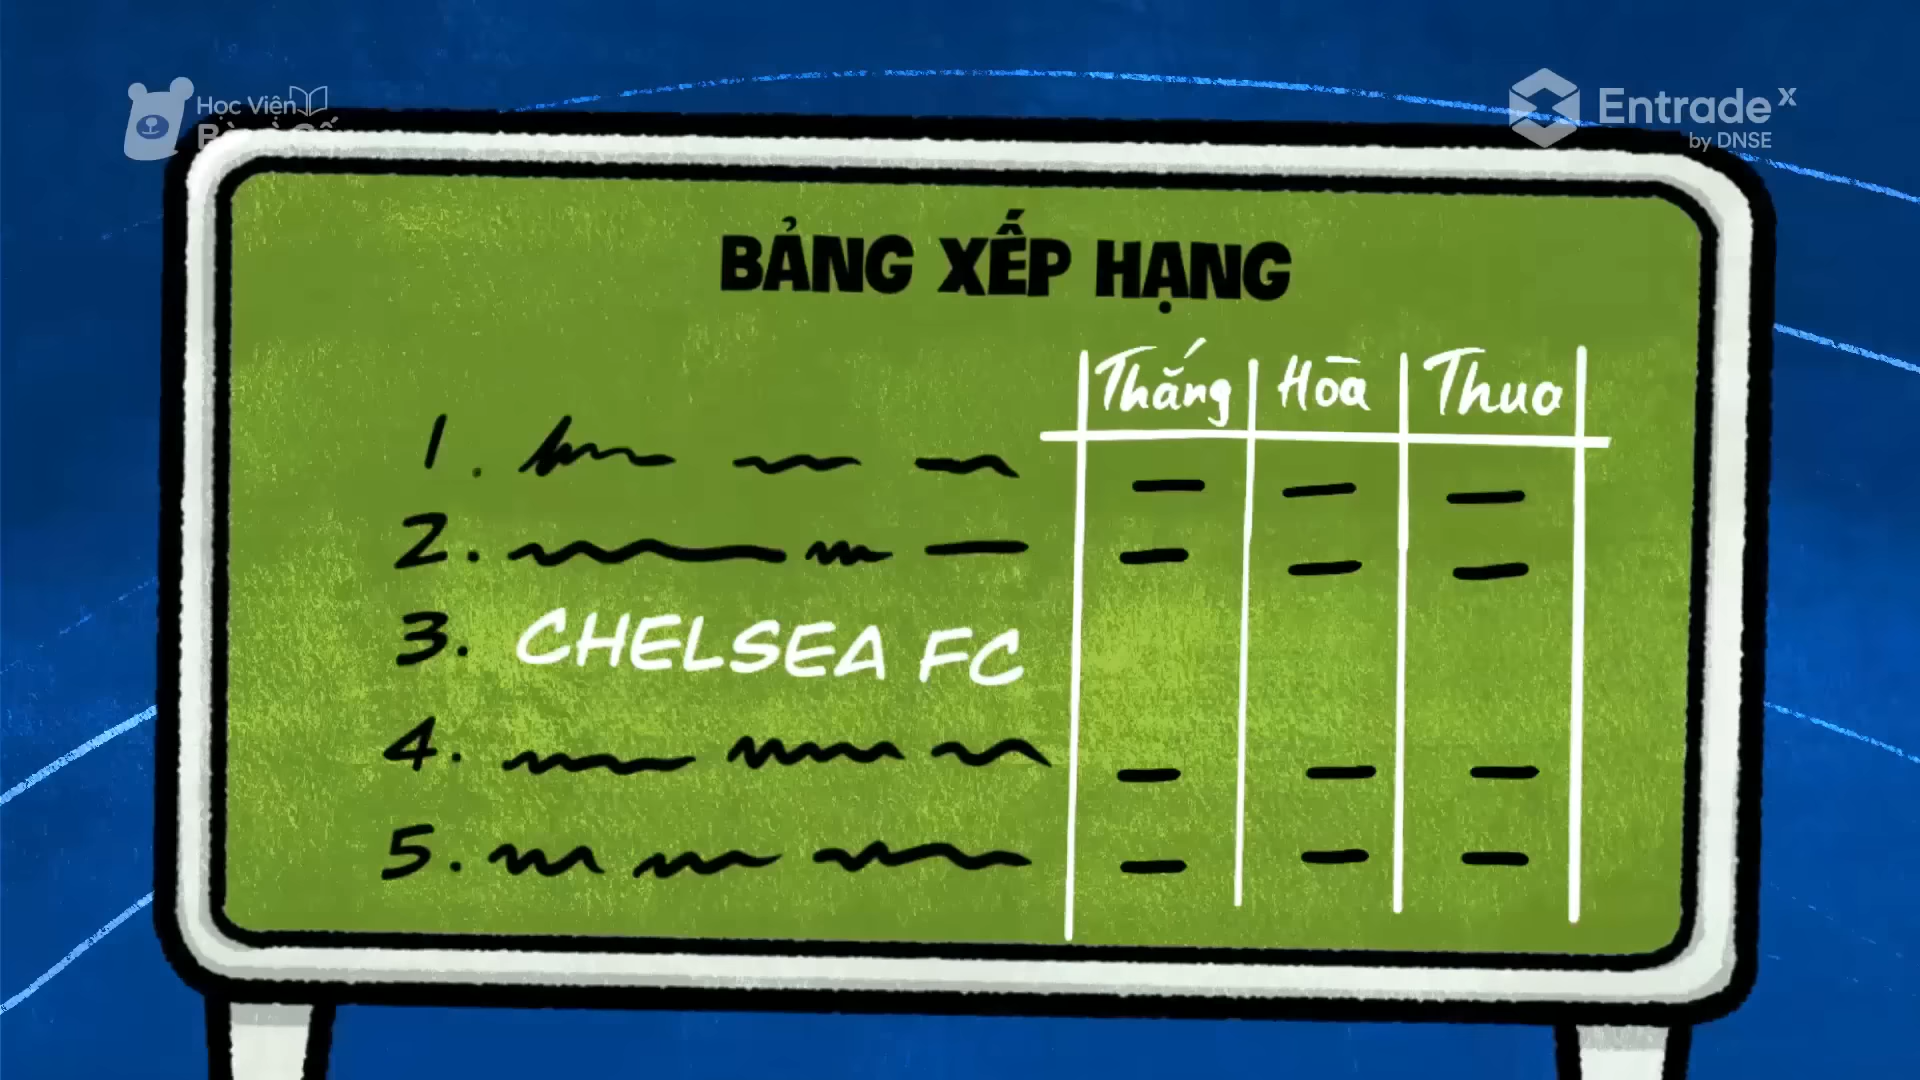 Học Viện
Entrade X
by DNSE
BẢNG XẾP HẠNG
Thắng Hòa Thua
1.
2.
3. CHELSEA FC
4.
5.